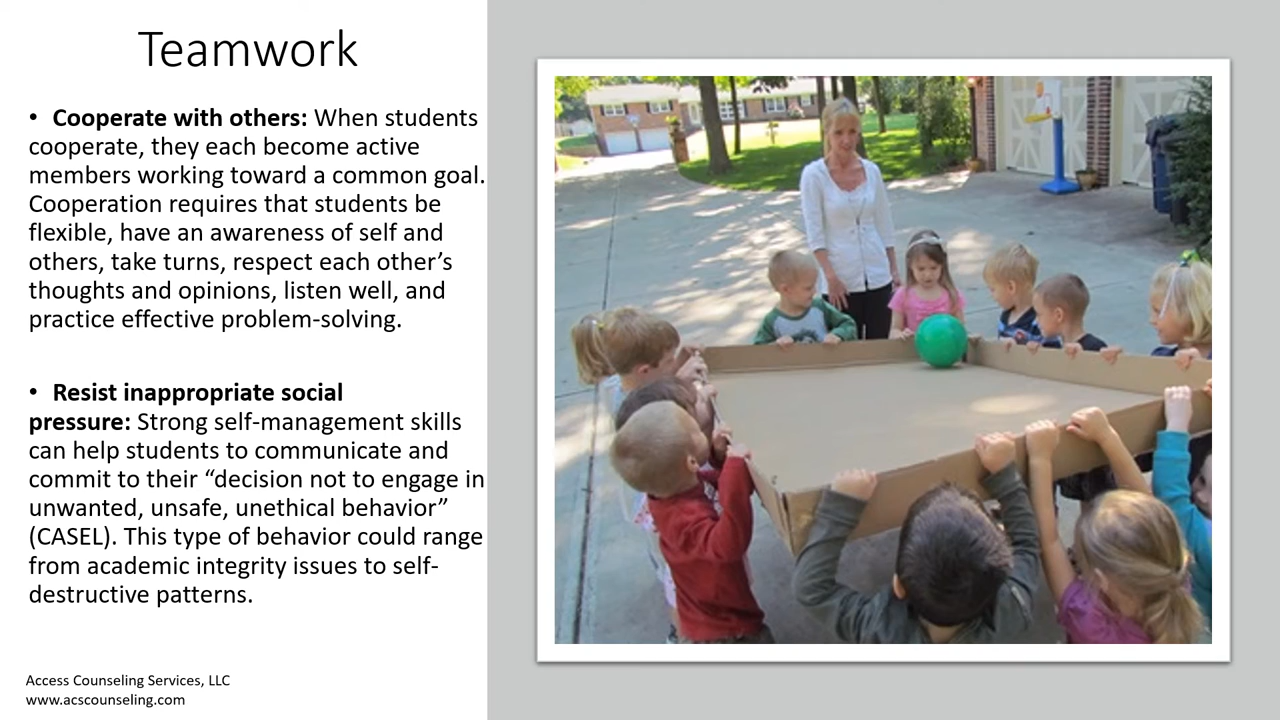 Teamwork
• Cooperate with others: When students
cooperate, they each become active
members working toward a common goal.
Cooperation requires that students be
flexible, have an awareness of self and
others, take turns, respect each other’s
thoughts and opinions, listen well, and
practice effective problem-solving.
• Resist inappropriate social
pressure: Strong self-management skills
can help students to communicate and
commit to their “decision not to engage in
unwanted, unsafe, unethical behavior”
(CASEL). This type of behavior could range
from academic integrity issues to self-
destructive patterns.
Access Counseling Services, LLC
www.acscounseling.com